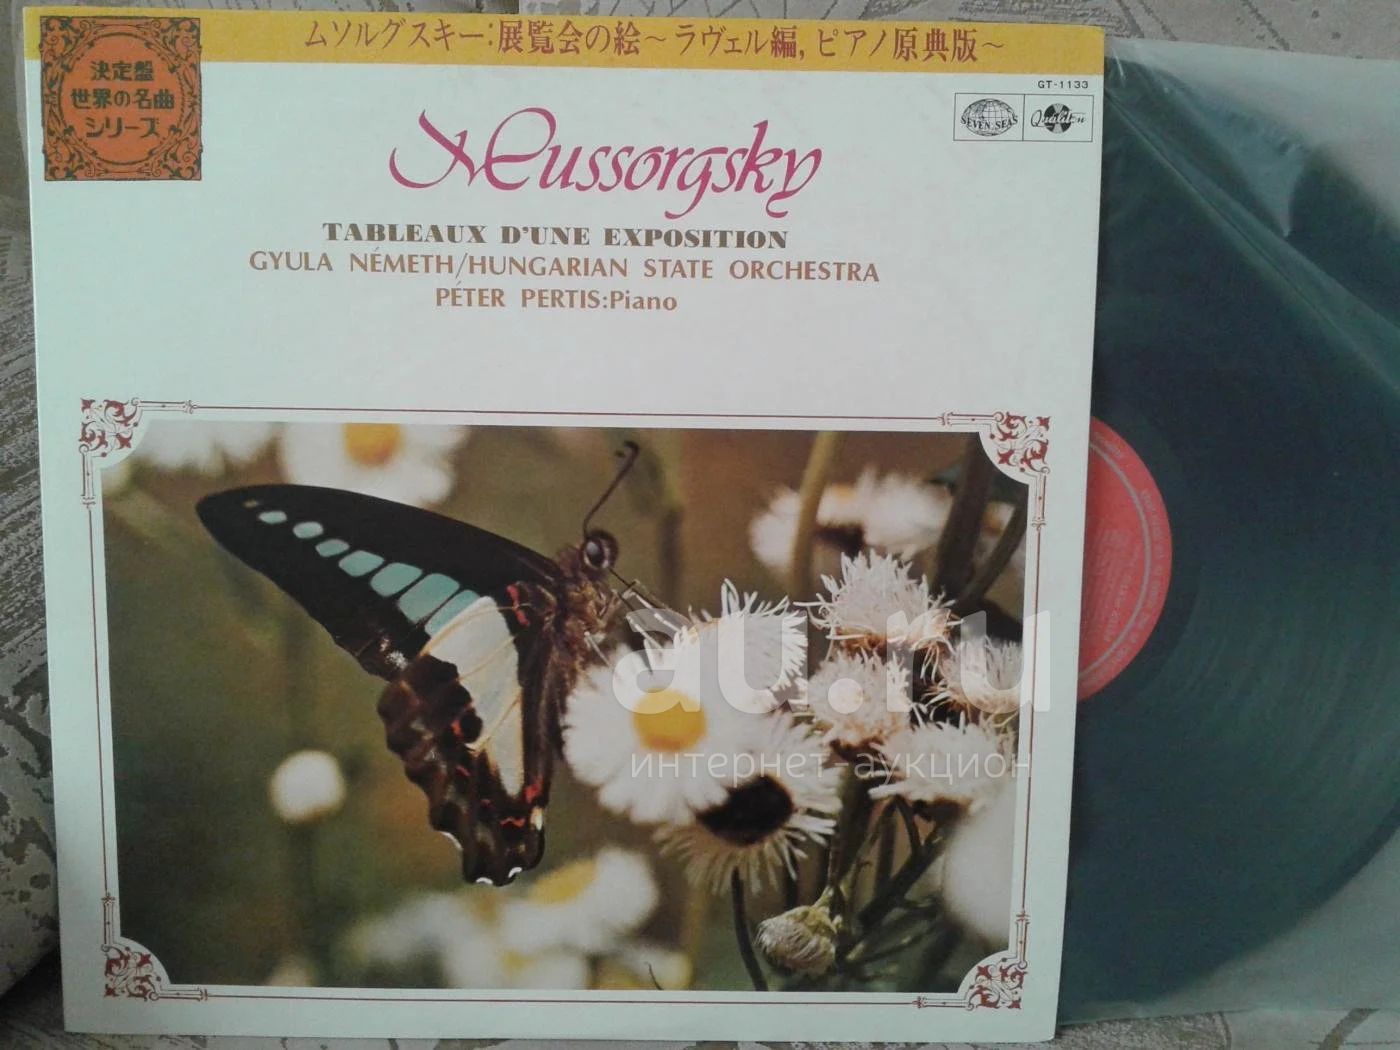 ムソルグスキー:展覧会の絵～ラヴェル編, ピアノ原典版～
決定盤
世界の名曲
シリーズ
GT-1133
SEVEN SEAS
Qualiton
Mussorgsky
TABLEAUX D'UNE EXPOSITION
GYULA NÉMETH/HUNGARIAN STATE ORCHESTRA
PÉTER PERTIS:Piano
au.ru
интернет-аукцион